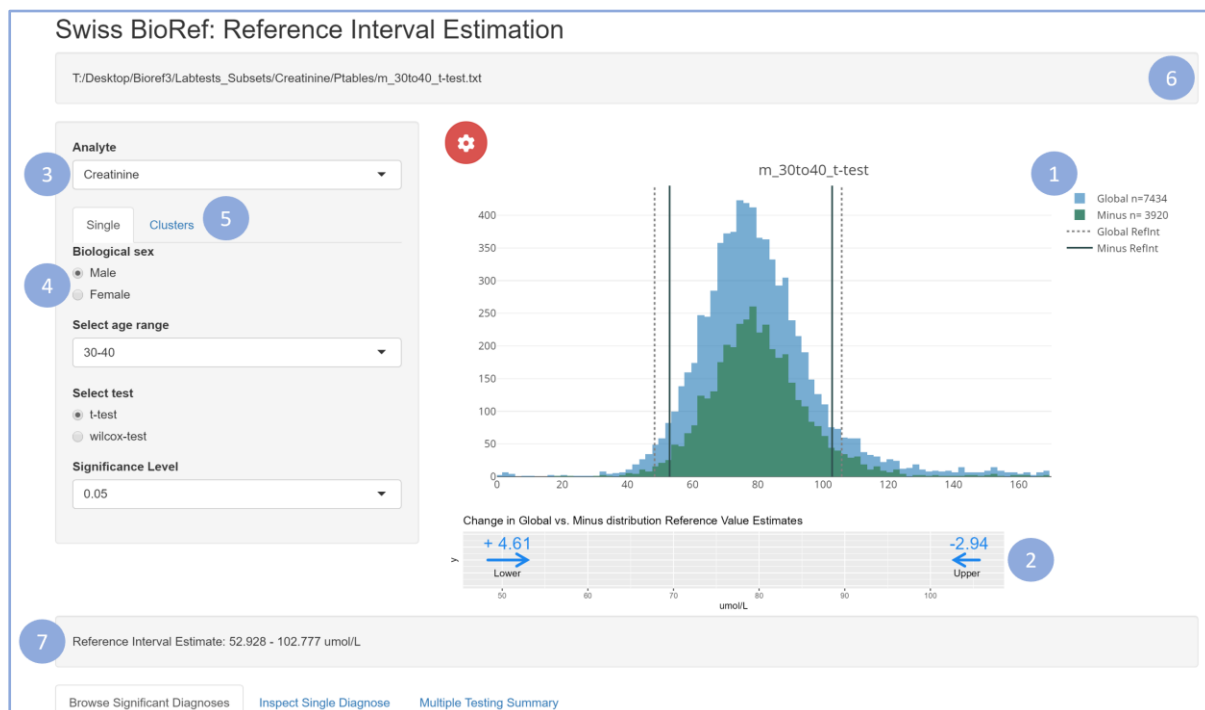 Swiss BioRef: Reference Interval Estimation
T:/Desktop/Bioref3/Labtests_Subsets/Creatinine/Ptables/m_30to40_t-test.txt
6
Analyte
3
Creatinine
Single
Clusters
5
Biological sex
Male
4
Female
Select age range
30-40
Select test
t-test
wilcox-test
Significance Level
0.05
m_30to40_t-test
1
Global n=7434
Minus n= 3920
Global RefInt
Minus RefInt
400
350
300
250
200
150
100
50
0
0 20 40 60 80 100 120 140 160
Change in Global vs. Minus distribution Reference Value Estimates
+ 4.61
-2.94
y
2
Lower
Upper
50 60 70 80 90 100
umol/L
7
Reference Interval Estimate: 52.928 - 102.777 umol/L
Browse Significant Diagnoses
Inspect Single Diagnose
Multiple Testing Summary